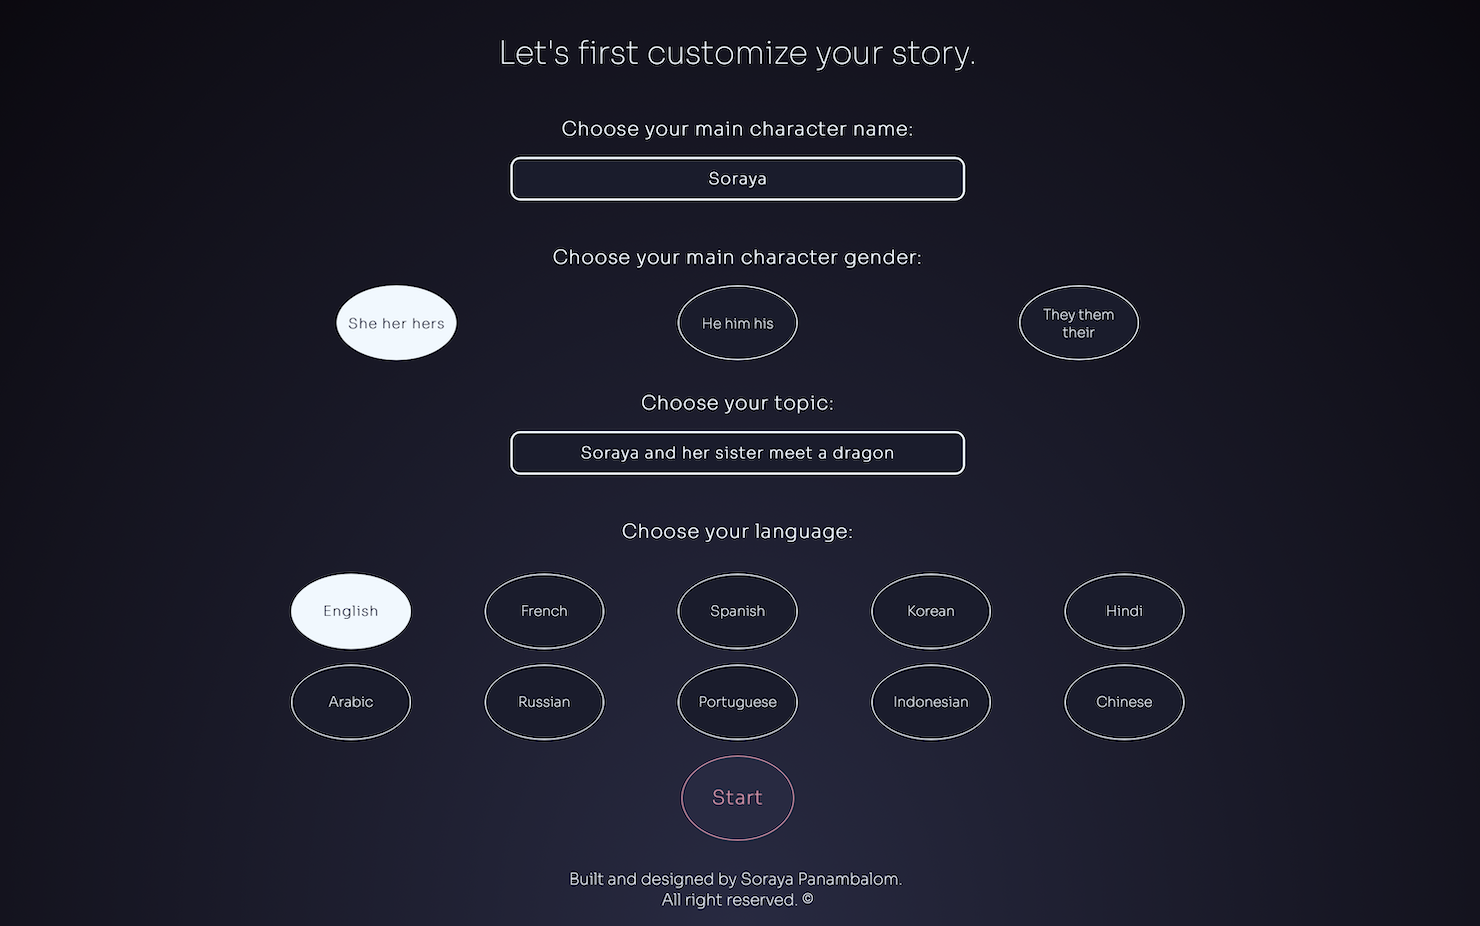 Let's first customize your story.
Choose your main character name:
Soraya
Choose your main character gender:
She her hers
He him his
They them
their
Choose your topic:
Soraya and her sister meet a dragon
Choose your language:
English
French
Spanish
Korean
Hindi
Arabic
Russian
Portuguese
Indonesian
Chinese
Start
Built and designed by Soraya Panambalom.
All right reserved. ©